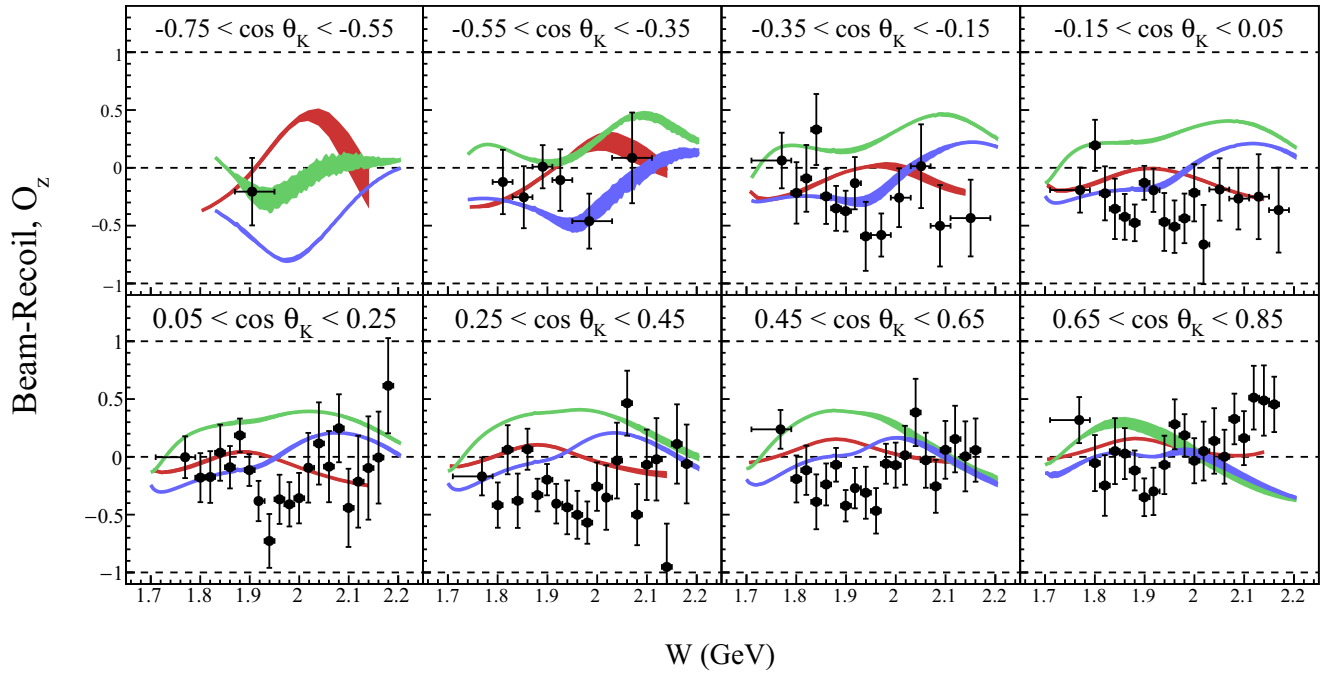 -0.75 < cos θK < -0.55
-0.55 < cos θK < -0.35
-0.35 < cos θK < -0.15
-0.15 < cos θK < 0.05
1
0.5
0
-0.5
-1
0.05 < cos θK < 0.25
0.25 < cos θK < 0.45
0.45 < cos θK < 0.65
0.65 < cos θK < 0.85
1
0.5
0
-0.5
-1
1.7 1.8 1.9 2 2.1 2.2
1.7 1.8 1.9 2 2.1 2.2
1.7 1.8 1.9 2 2.1 2.2
1.7 1.8 1.9 2 2.1 2.2
Beam-Recoil, Oz
W (GeV)